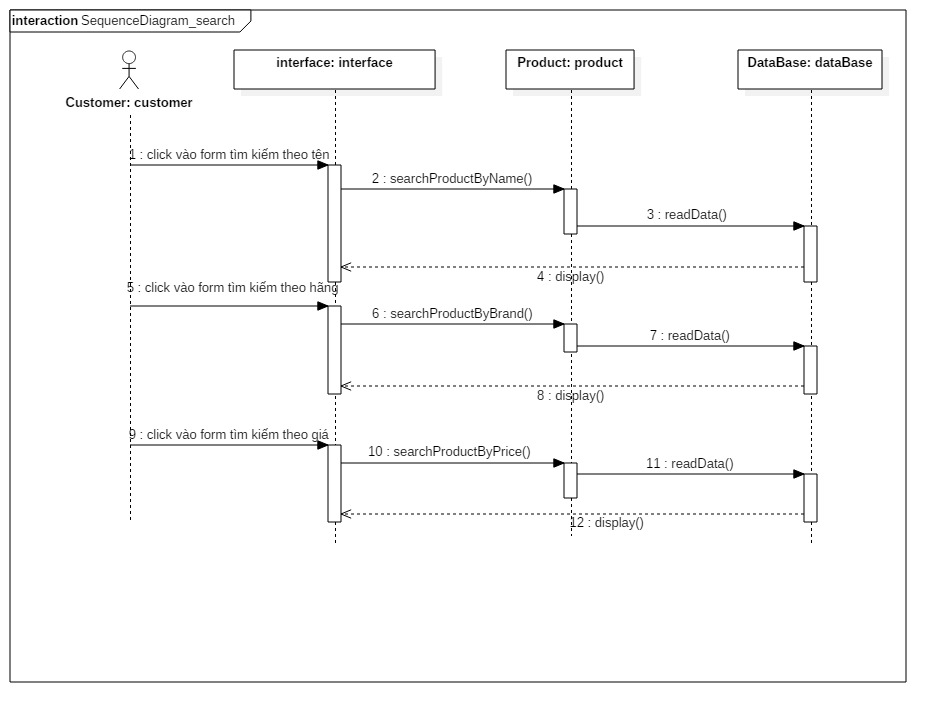 interaction SequenceDiagram_search
interface: interface
Product: product
DataBase: dataBase
Customer: customer
1 : click vào form tìm kiếm theo tên
2 : searchProductByName()
3 : readData()
4 : display()
5 : click vào form tìm kiếm theo hãng
6 : searchProductByBrand()
7 : readData()
8 : display()
9 : click vào form tìm kiếm theo giá
10 : searchProductByPrice()
11 : readData()
12 : display()